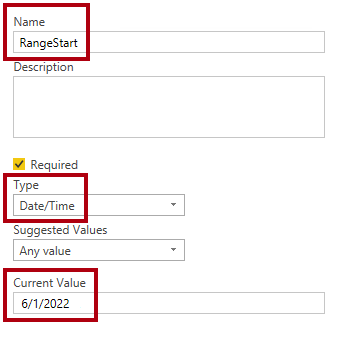 Name
RangeStart
Description
Required
Type
Date/Time
Suggested Values
Any value
Current Value
6/1/2022